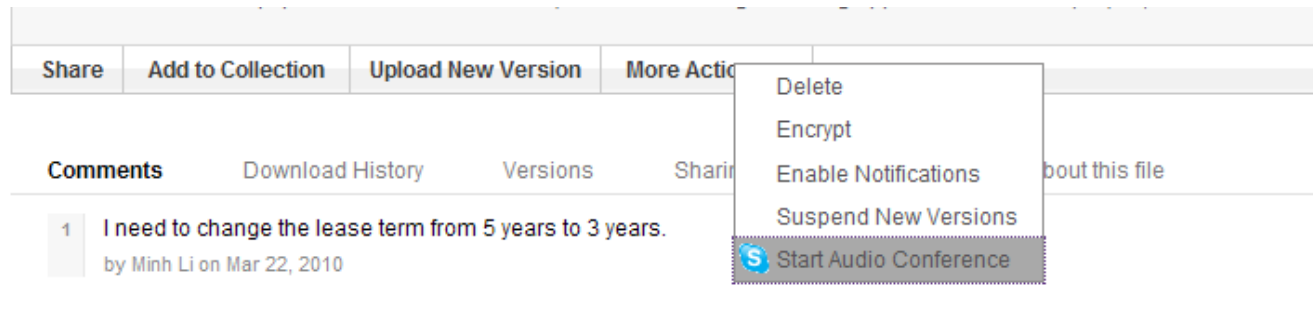 Share Add to Collection Upload New Version More Actio
Delete
Encrypt
Enable Notifications
Suspend New Versions
Start Audio Conference
Comments Download History Versions Sharin bout this file
1 I need to change the lease term from 5 years to 3 years.
by Minh Li on Mar 22, 2010